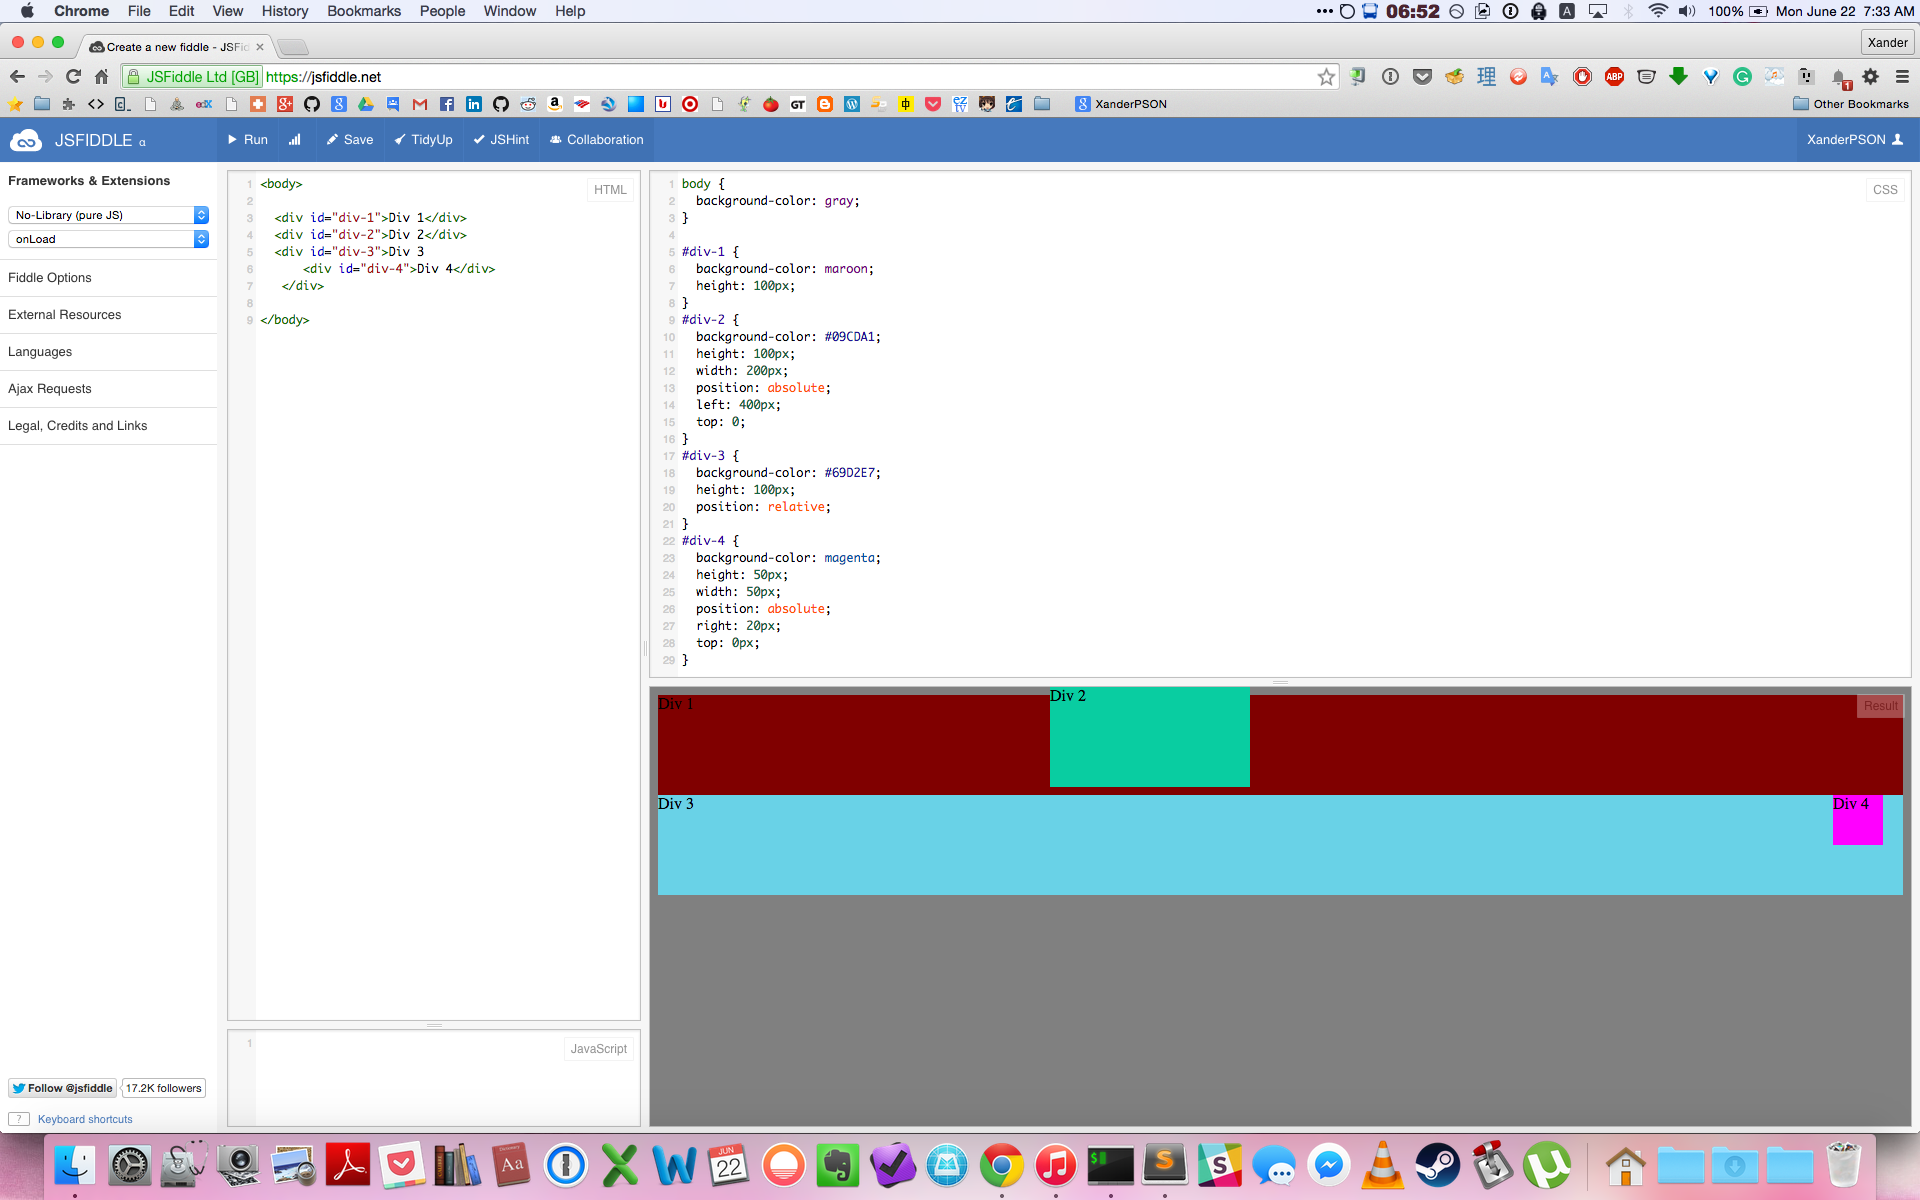 Chrome File Edit View History Bookmarks People Window Help 06:52 100% Mon June 22 7:33 AM
Create a new fiddle - JSFid Xander
JSFiddle Ltd [GB] https://jsfiddle.net
XanderPSON Other Bookmarks
JSFIDDLE α Run Save TidyUp JSHint Collaboration XanderPSON
Frameworks & Extensions
No-Library (pure JS)
onLoad
Fiddle Options
External Resources
Languages
Ajax Requests
Legal, Credits and Links
Follow @jsfiddle 17.2K followers
? Keyboard shortcuts
HTML
1 <body>
2
3 <div id="div-1">Div 1</div>
4 <div id="div-2">Div 2</div>
5 <div id="div-3">Div 3
6 <div id="div-4">Div 4</div>
7 </div>
8
9 </body>
1 JavaScript
CSS
1 body {
2 background-color: gray;
3 }
4
5 #div-1 {
6 background-color: maroon;
7 height: 100px;
8 }
9 #div-2 {
10 background-color: #09CDA1;
11 height: 100px;
12 width: 200px;
13 position: absolute;
14 left: 400px;
15 top: 0;
16 }
17 #div-3 {
18 background-color: #69D2E7;
19 height: 100px;
20 position: relative;
21 }
22 #div-4 {
23 background-color: magenta;
24 height: 50px;
25 width: 50px;
26 position: absolute;
27 right: 20px;
28 top: 0px;
29 }
Div 1 Div 2 Result
Div 3 Div 4
JUN
22